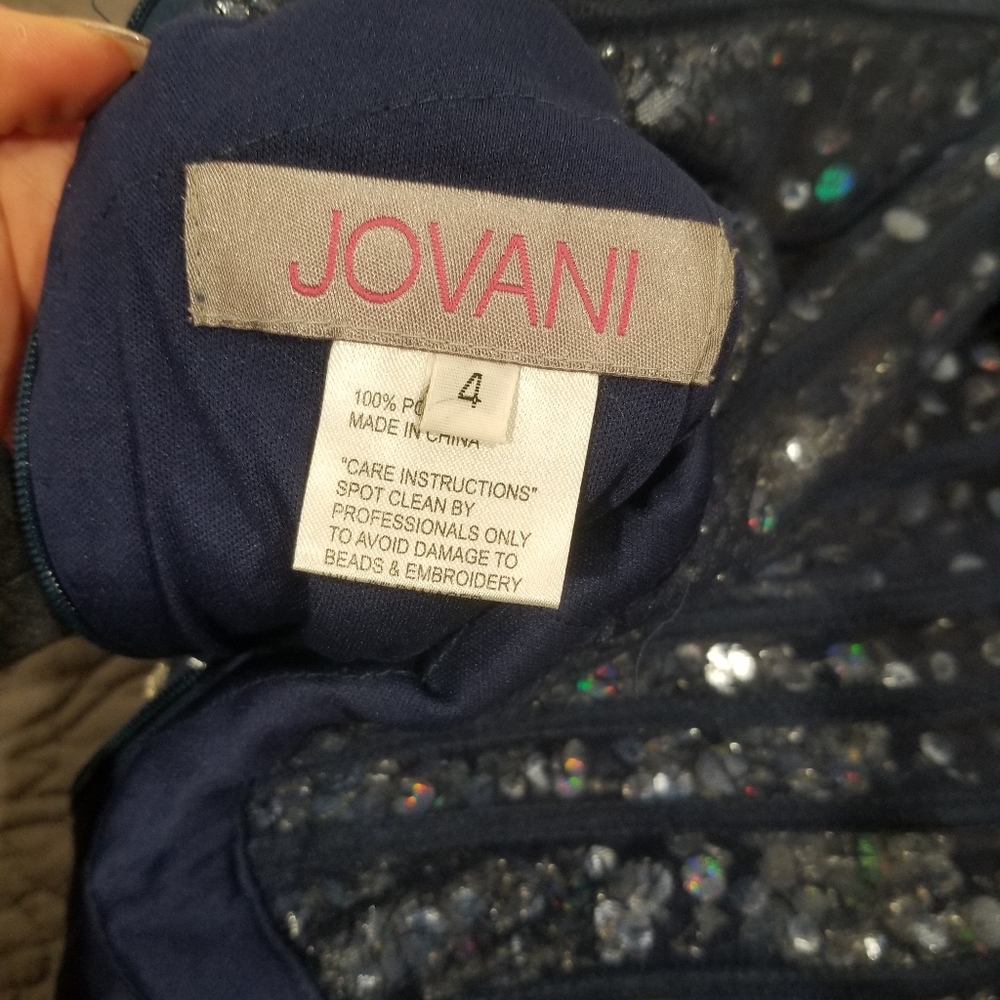 JOVANI
4
100%
MADE IN CHINA
"CARE INSTRUCTIONS"
SPOT CLEAN BY
PROFESSIONALS ONLY
TO AVOID DAMAGE TO
BEADS & EMBROIDERY